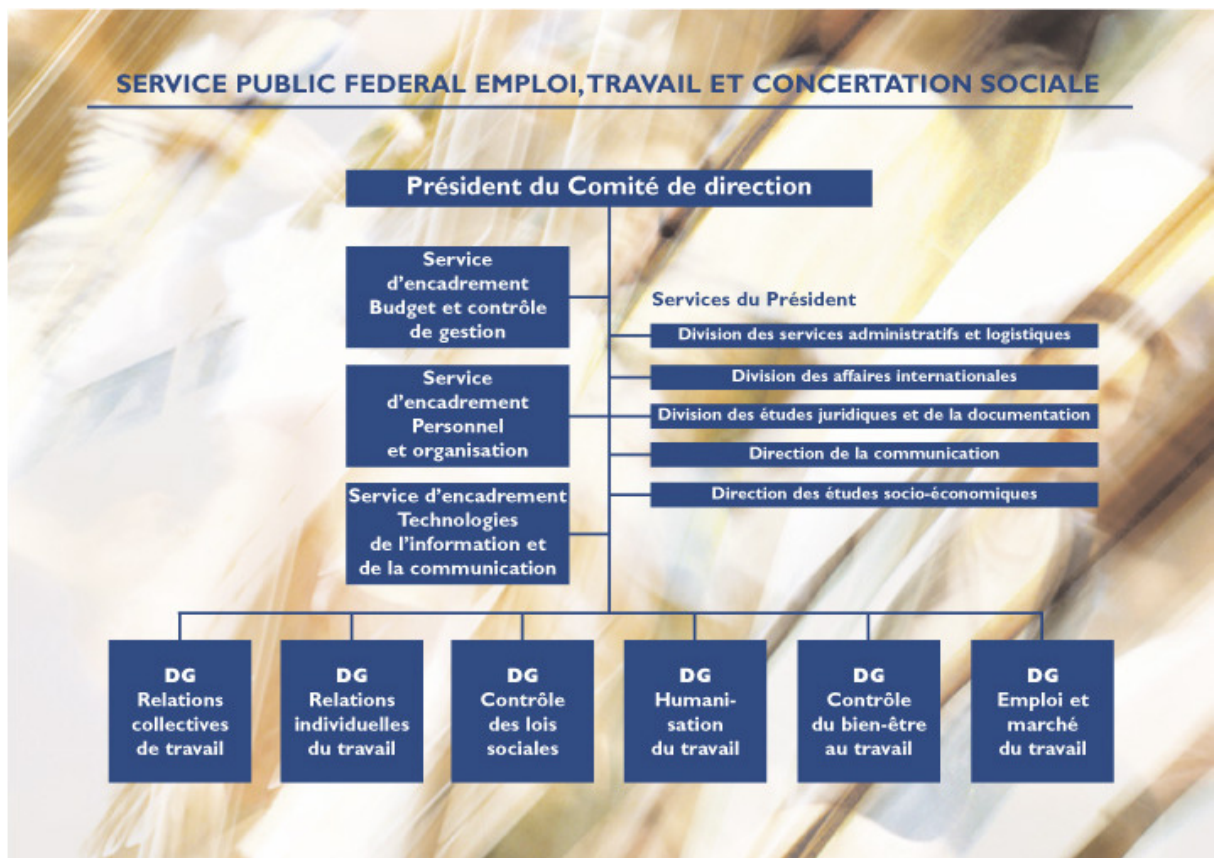 SERVICE PUBLIC FEDERAL EMPLOI, TRAVAIL ET CONCERTATION SOCIALE
Président du Comité de direction
Service
d'encadrement
Budget et contrôle
de gestion
Service
d'encadrement
Personnel
et organisation
Service d'encadrement
Technologies
de l'information et
de la communication
Services du Président
Division des services administratifs et logistiques
Division des affaires internationales
Division des études juridiques et de la documentation
Direction de la communication
Direction des études socio-économiques
DG
Relations
collectives
de travail
DG
Relations
individuelles
du travail
DG
Contrôle
des lois
sociales
DG
Humani-
sation
du travail
DG
Contrôle
du bien-être
au travail
DG
Emploi et
marché
du travail